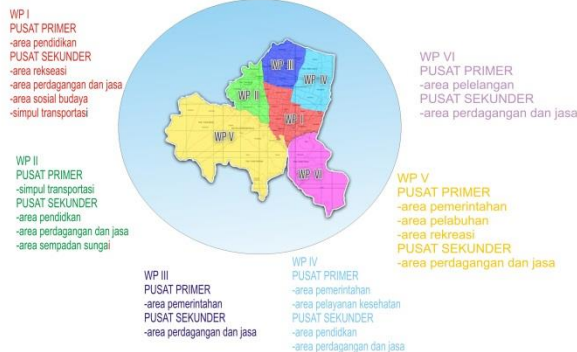 WP I
PUSAT PRIMER
-area pendidikan
PUSAT SEKUNDER
-area rekseasi
-area perdagangan dan jasa
-area sosial budaya
-simpul transportasi
WP III
WP IV
WP II
WP I
WP V
WP VI
WP VI
PUSAT PRIMER
-area pelelangan
PUSAT SEKUNDER
-area perdagangan dan jasa
WP II
PUSAT PRIMER
-simpul transportasi
PUSAT SEKUNDER
-area pendidkan
-area perdagangan dan jasa
-area sempadan sungai
WP V
PUSAT PRIMER
-area pemerintahan
-area pelabuhan
-area rekreasi
PUSAT SEKUNDER
-area perdagangan dan jasa
WP III
PUSAT PRIMER
-area pemerintahan
PUSAT SEKUNDER
-area perdagangan dan jasa
WP IV
PUSAT PRIMER
-area pemerintahan
-area pelayanan kesehatan
PUSAT SEKUNDER
-area pendidkan
-area perdagangan dan jasa